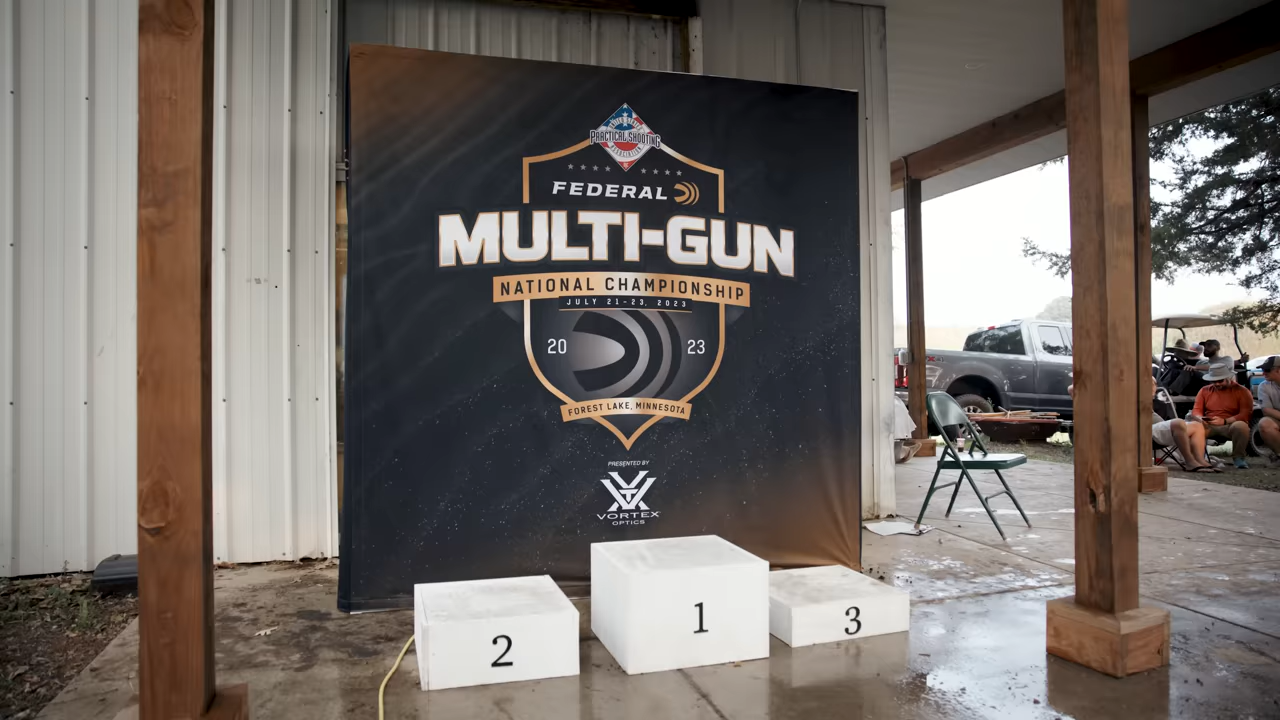 PRACTICAL SHOOTING
ASSOCIATION
FEDERAL
MULTI-GUN
NATIONAL CHAMPIONSHIP
JULY 21-23, 2023
20 23
FOREST LAKE, MINNESOTA
PRESENTED BY
VORTEX
OPTICS
2 1 3